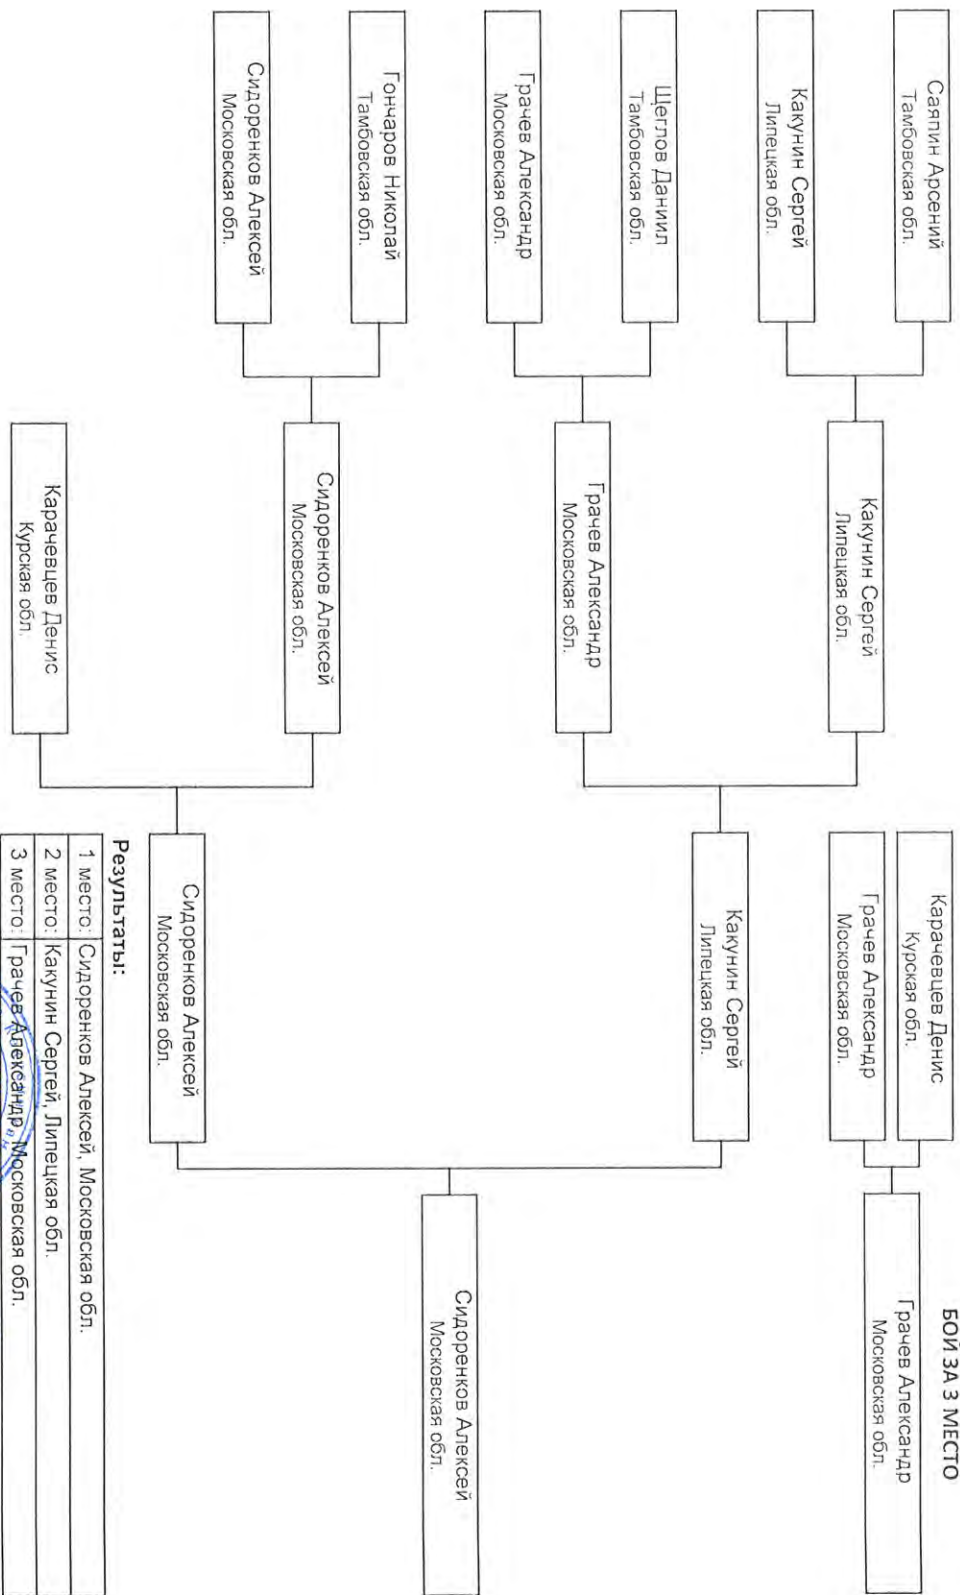 БОЙ ЗА 3 МЕСТО
Саяпин Арсений
Тамбовская обл.
Какунин Сергей
Липецкая обл.
Щеглов Даниил
Тамбовская обл.
Грачев Александр
Московская обл.
Гончаров Николай
Тамбовская обл.
Сидоренков Алексей
Московская обл.
Какунин Сергей
Липецкая обл.
Грачев Александр
Московская обл.
Сидоренков Алексей
Московская обл.
Карачевцев Денис
Курская обл.
Карачевцев Денис
Курская обл.
Грачев Александр
Московская обл.
Какунин Сергей
Липецкая обл.
Сидоренков Алексей
Московская обл.
Грачев Александр
Московская обл.
Сидоренков Алексей
Московская обл.
Результаты:
1 место: Сидоренков Алексей, Московская обл.
2 место: Какунин Сергей, Липецкая обл.
3 место: Грачев Александр, Московская обл.